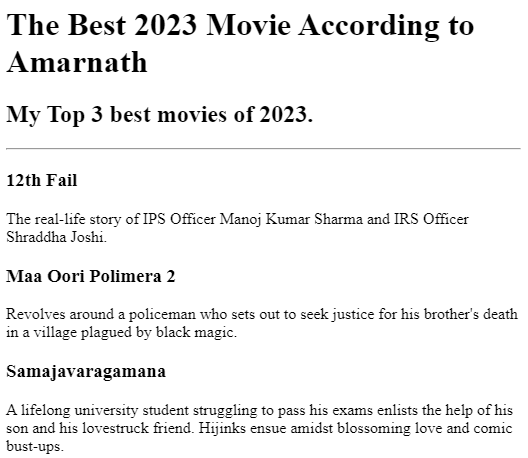 The Best 2023 Movie According to
Amarnath
My Top 3 best movies of 2023.
12th Fail
The real-life story of IPS Officer Manoj Kumar Sharma and IRS Officer
Shraddha Joshi.
Maa Oori Polimera 2
Revolves around a policeman who sets out to seek justice for his brother's death
in a village plagued by black magic.
Samajavaragamana
A lifelong university student struggling to pass his exams enlists the help of his
son and his lovestruck friend. Hijinks ensue amidst blossoming love and comic
bust-ups.